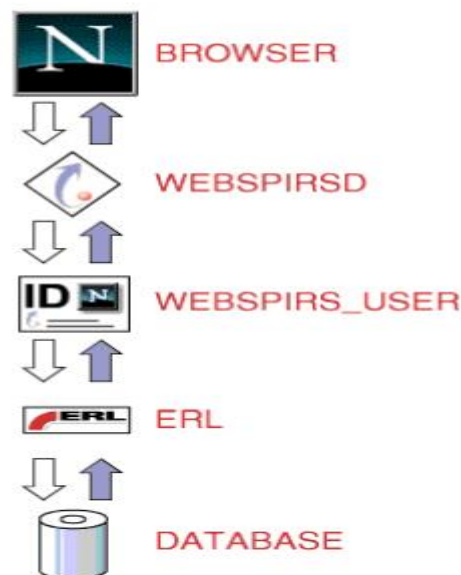 N
BROWSER
WEBSPIRSD
ID N
WEBSPIRS_USER
ERL
ERL
DATABASE